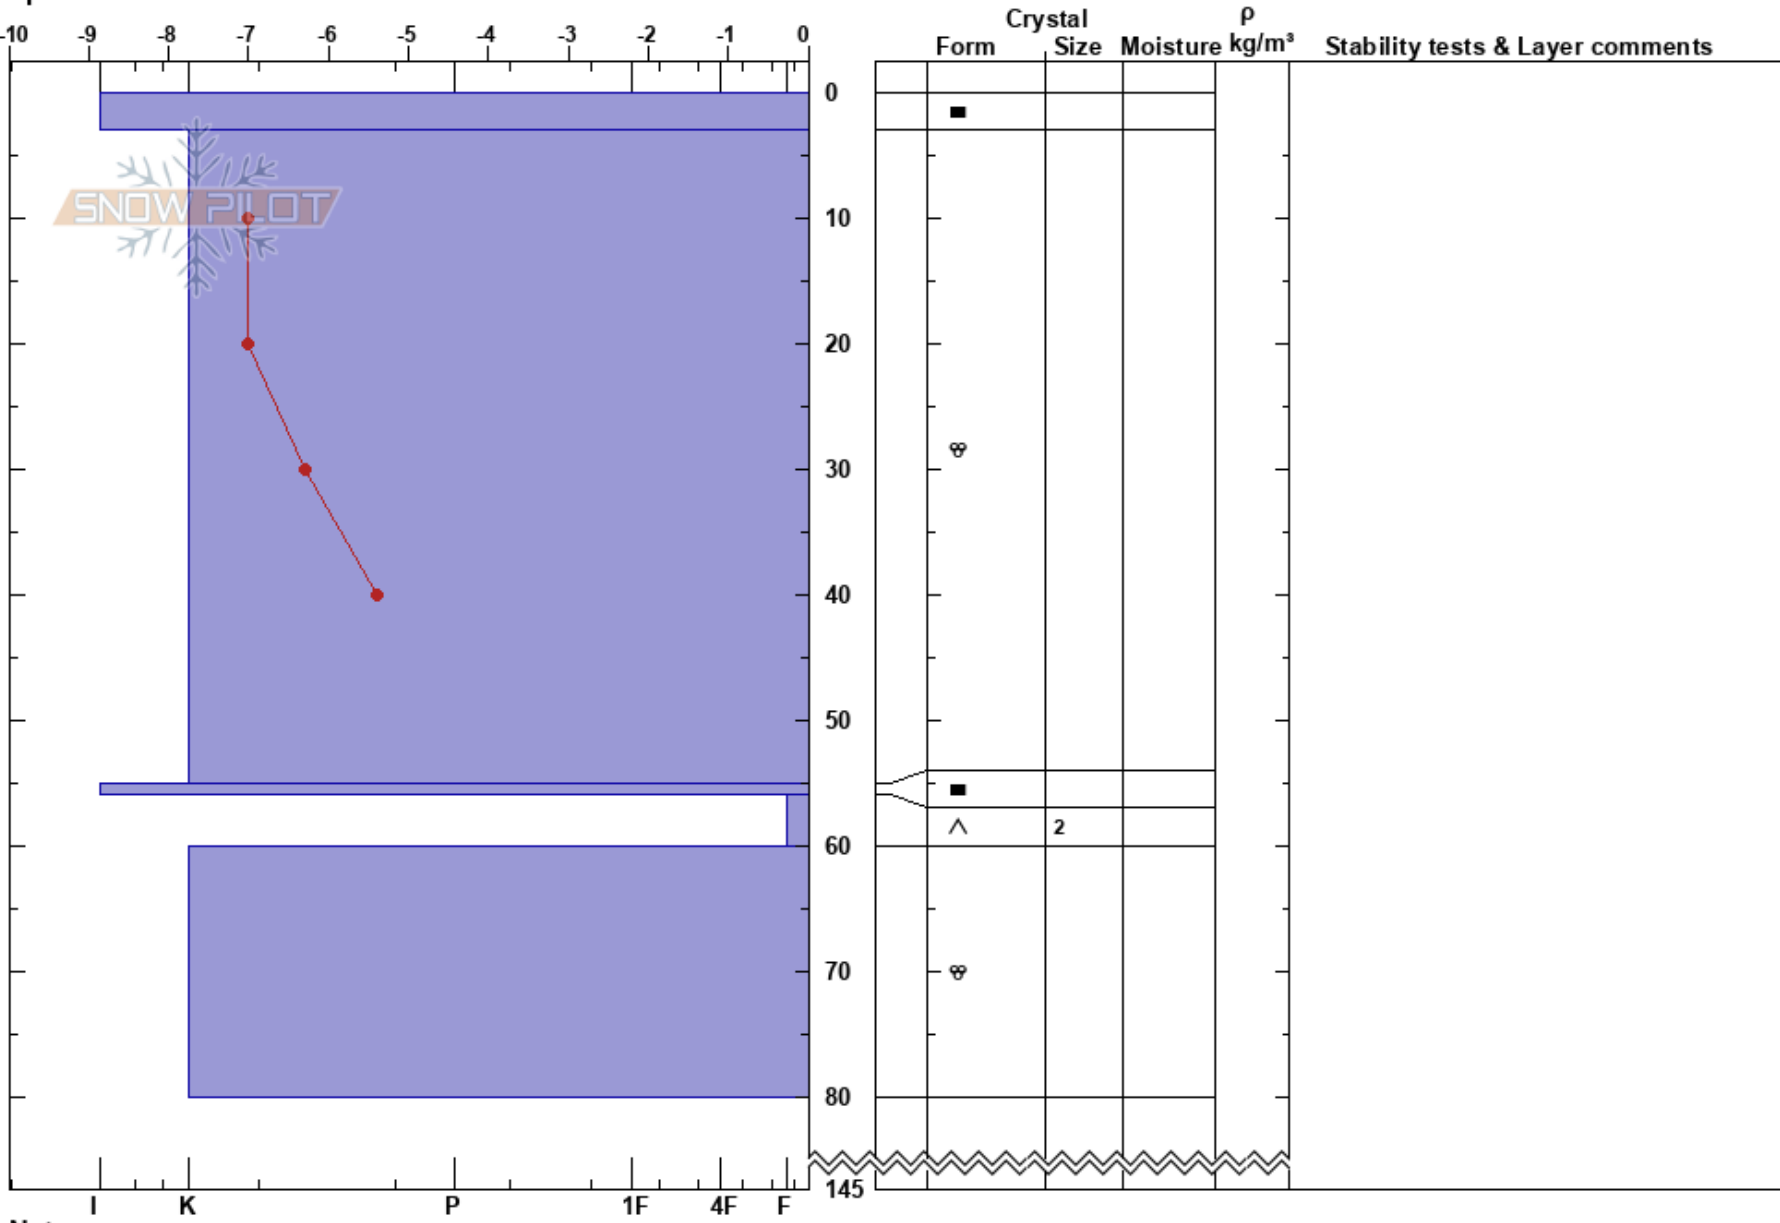 Crystal ρ
-10 -9 -8 -7 -6 -5 -4 -3 -2 -1 0 Form Size Moisture kg/m³ Stability tests & Layer comments
0
SNOW PILOT
10
20
30
40
50
2
60
70
80
145
I K P 1F 4F F